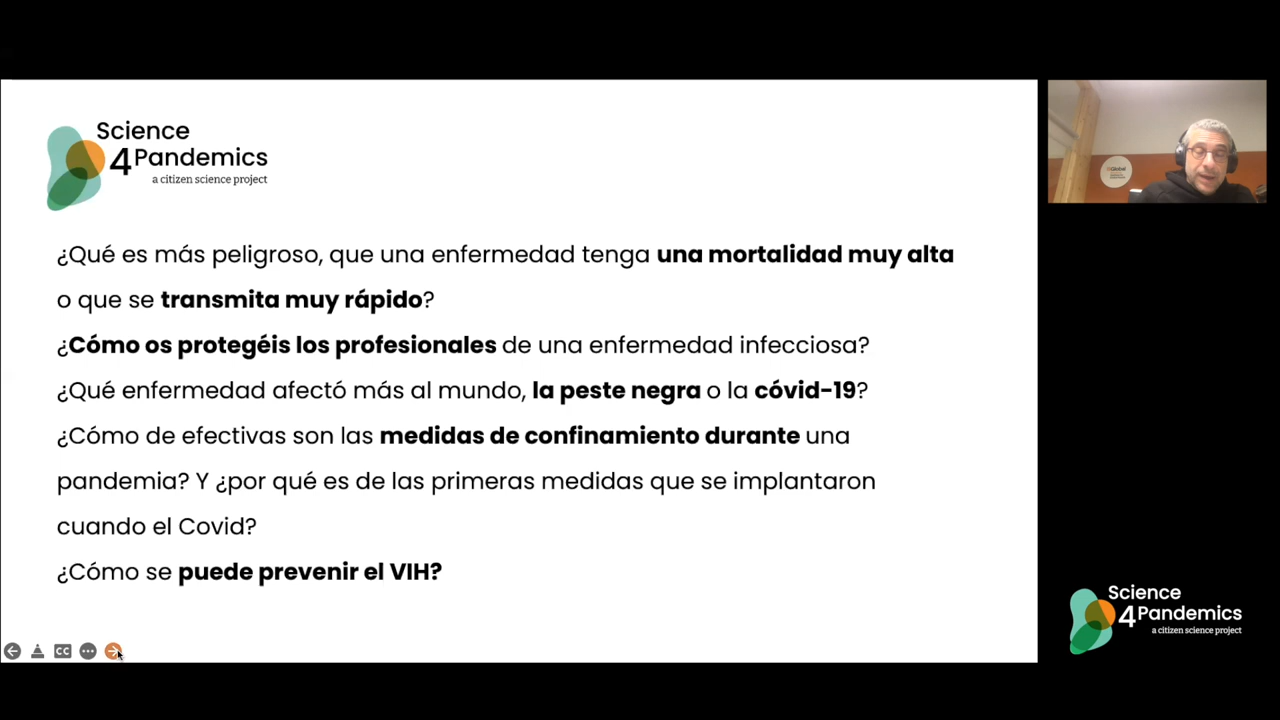 Science
4Pandemics
a citizen science project
¿Qué es más peligroso, que una enfermedad tenga una mortalidad muy alta
o que se transmita muy rápido?
¿Cómo os protegéis los profesionales de una enfermedad infecciosa?
¿Qué enfermedad afectó más al mundo, la peste negra o la cóvid-19?
¿Cómo de efectivas son las medidas de confinamiento durante una
pandemia? Y ¿por qué es de las primeras medidas que se implantaron
cuando el Covid?
¿Cómo se puede prevenir el VIH?
CC
Science
4Pandemics
a citizen science project